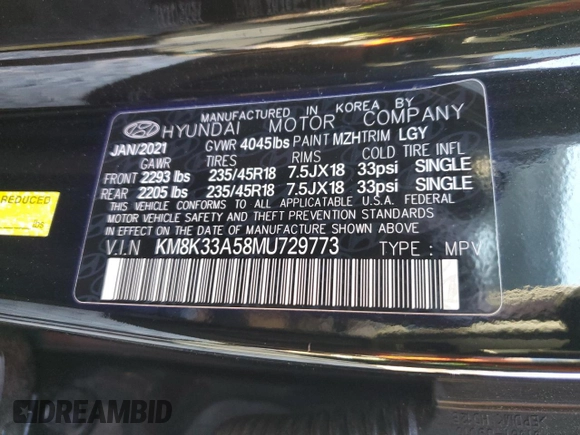 MANUFACTURED IN KOREA BY
HYUNDAI MOTOR COMPANY
JAN/2021 GVWR 4045lbs PAINT MZH TRIM LGY
GAWR TIRES RIMS COLD TIRE INFL
FRONT 2293 lbs 235/45R18 7.5JX18 33psi SINGLE
REAR 2205 lbs 235/45R18 7.5JX18 33psi SINGLE
THIS VEHICLE CONFORMS TO ALL APPLICABLE U.S.A. FEDERAL
MOTOR VEHICLE SAFETY AND THEFT PREVENTION STANDARDS
IN EFFECT ON THE DATE OF MANUFACTURE SHOWN ABOVE.
V.I.N KM8K33A58MU729773 TYPE : MPV
REDUCED
lbs
DREAMBID